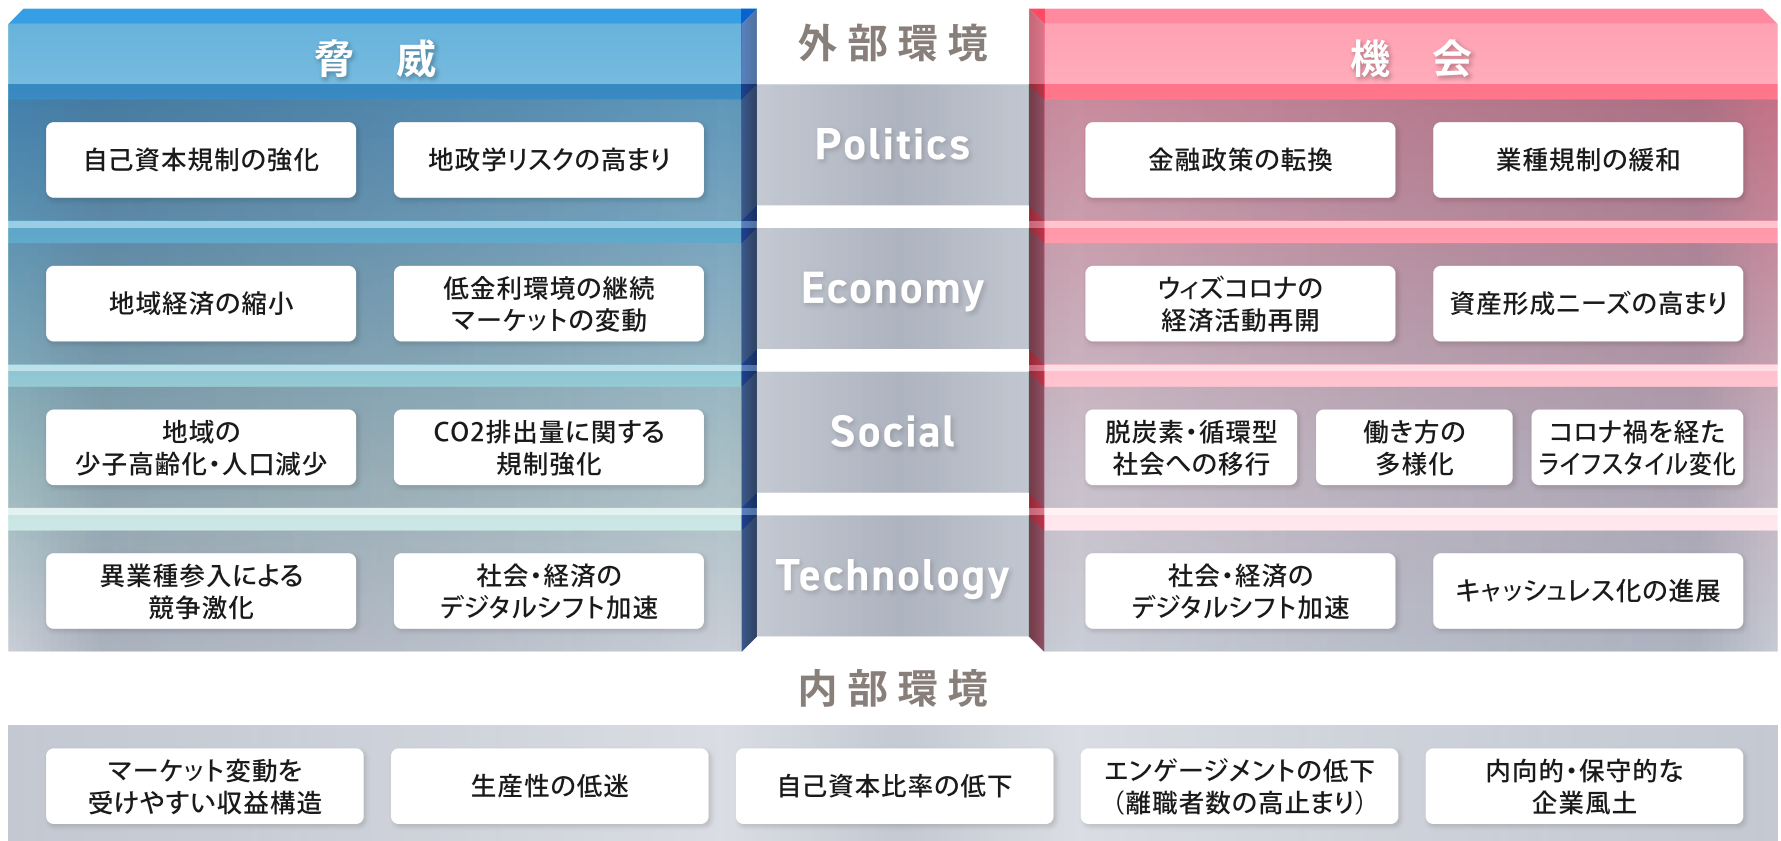 外部環境
脅 威
機 会
Politics
自己資本規制の強化
地政学リスクの高まり
金融政策の転換
業種規制の緩和
Economy
地域経済の縮小
低金利環境の継続
マーケットの変動
ウィズコロナの
経済活動再開
資産形成ニーズの高まり
Social
地域の
少子高齢化・人口減少
CO2排出量に関する
規制強化
脱炭素・循環型
社会への移行
働き方の
多様化
コロナ禍を経た
ライフスタイル変化
Technology
異業種参入による
競争激化
社会・経済の
デジタルシフト加速
社会・経済の
デジタルシフト加速
キャッシュレス化の進展
内部環境
マーケット変動を
受けやすい収益構造
生産性の低迷
自己資本比率の低下
エンゲージメントの低下
（離職者数の高止まり）
内向的・保守的な
企業風土